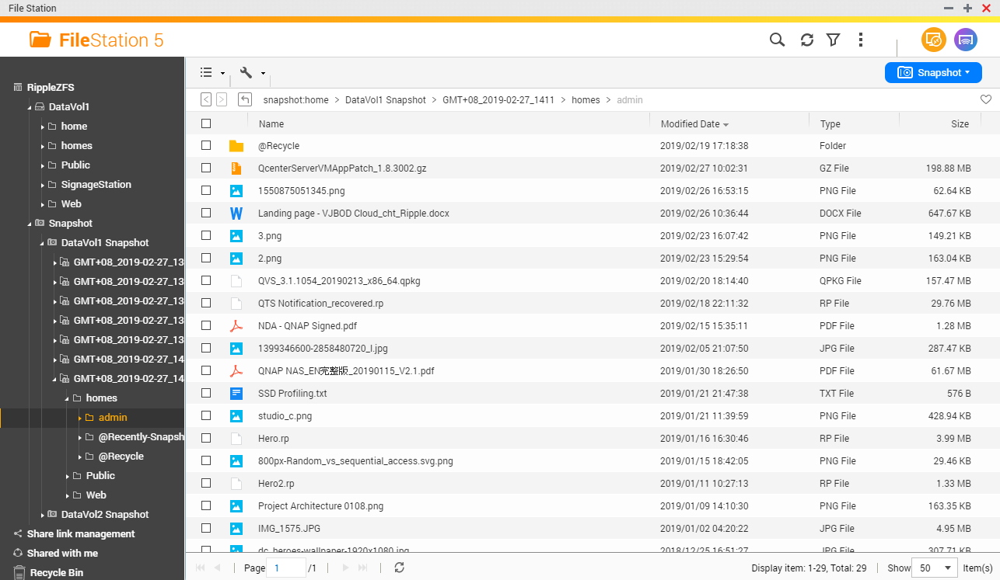 File Station
FileStation 5
RippleZFS
DataVol1
home
homes
Public
SignageStation
Web
Snapshot
DataVol1 Snapshot
GMT+08_2019-02-27_13
GMT+08_2019-02-27_13
GMT+08_2019-02-27_13
GMT+08_2019-02-27_13
GMT+08_2019-02-27_13
GMT+08_2019-02-27_14
GMT+08_2019-02-27_14
homes
admin
@Recently-Snapsh
@Recycle
Public
Web
DataVol2 Snapshot
Share link management
Shared with me
Recycle Bin
Snapshot
snapshot:home > DataVol1 Snapshot > GMT+08_2019-02-27_1411 > homes > admin
Name Modified Date Type Size
@Recycle 2019/02/19 17:18:38 Folder
QcenterServerVMAppPatch_1.8.3002.gz 2019/02/27 10:02:31 GZ File 198.88 MB
1550875051345.png 2019/02/26 16:53:15 PNG File 62.64 KB
Landing page - VJBOD Cloud_cht_Ripple.docx 2019/02/26 10:36:44 DOCX File 647.67 KB
3.png 2019/02/23 16:07:42 PNG File 149.21 KB
2.png 2019/02/23 15:29:54 PNG File 163.04 KB
QVS_3.1.1054_20190213_x86_64.qpkg 2019/02/20 18:14:40 QPKG File 157.47 MB
QTS Notification_recovered.rp 2019/02/18 22:11:32 RP File 29.76 MB
NDA - QNAP Signed.pdf 2019/02/15 15:35:11 PDF File 1.28 MB
1399346600-2858480720_l.jpg 2019/02/05 21:07:50 JPG File 287.47 KB
QNAP NAS_EN完整版_20190115_V2.1.pdf 2019/01/30 18:26:50 PDF File 61.67 MB
SSD Profiling.txt 2019/01/21 21:47:38 TXT File 576 B
studio_c.png 2019/01/21 11:39:59 PNG File 428.94 KB
Hero.rp 2019/01/16 16:30:46 RP File 3.99 MB
800px-Random_vs_sequential_access.svg.png 2019/01/15 18:42:05 PNG File 29.46 KB
Hero2.rp 2019/01/11 10:27:13 RP File 1.33 MB
Project Architecture 0108.png 2019/01/09 14:10:30 PNG File 163.35 KB
IMG_1575.JPG 2019/01/02 04:20:22 JPG File 4.95 MB
dc_heroes-wallpaper-1920x1080.jpg 2018/12/25 16:51:27 JPG File 307.71 KB
Page 1 /1 Display item: 1-29, Total: 29 Show 50 Item(s)